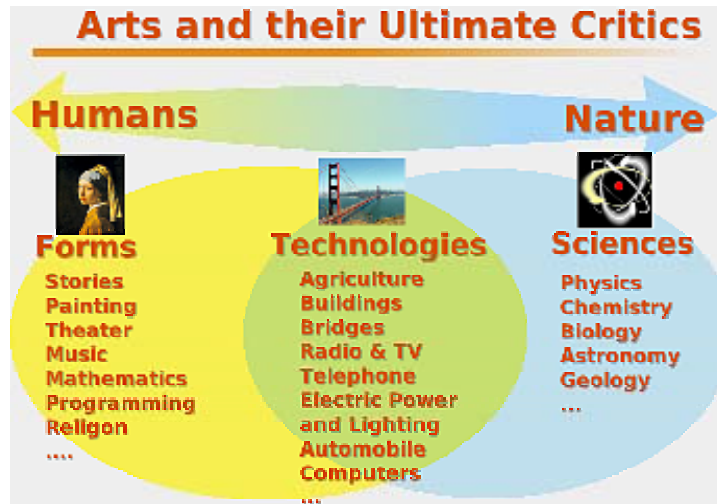 Arts and their Ultimate Critics
Humans
Nature
Forms
Stories
Painting
Theater
Music
Mathematics
Programming
Religon
....
Technologies
Agriculture
Buildings
Bridges
Radio & TV
Telephone
Electric Power
and Lighting
Automobile
Computers
...
Sciences
Physics
Chemistry
Biology
Astronomy
Geology
...